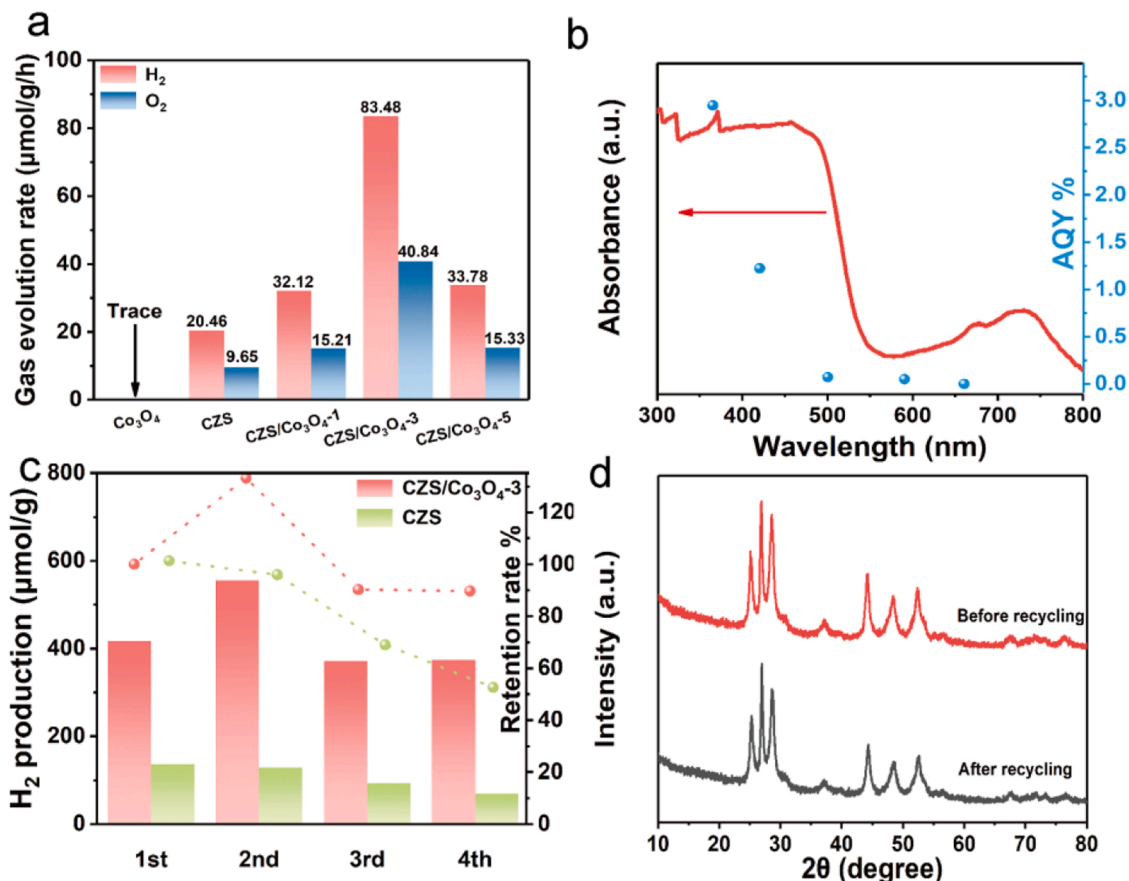 a
Gas evolution rate (μmol/g/h)
100
80
60
40
20
0
H₂
O₂
Trace
20.46
9.65
32.12
15.21
83.48
40.84
33.78
15.33
Co₃O₄
CZS
CZS/Co₃O₄-1
CZS/Co₃O₄-3
CZS/Co₃O₄-5
b
Absorbance (a.u.)
AQY %
3.0
2.5
2.0
1.5
1.0
0.5
0.0
300 400 500 600 700 800
Wavelength (nm)
c
H₂ production (μmol/g)
800
600
400
200
0
CZS/Co₃O₄-3
CZS
Retention rate %
120
100
80
60
40
20
0
1st 2nd 3rd 4th
d
Intensity (a.u.)
Before recycling
After recycling
10 20 30 40 50 60 70 80
2θ (degree)